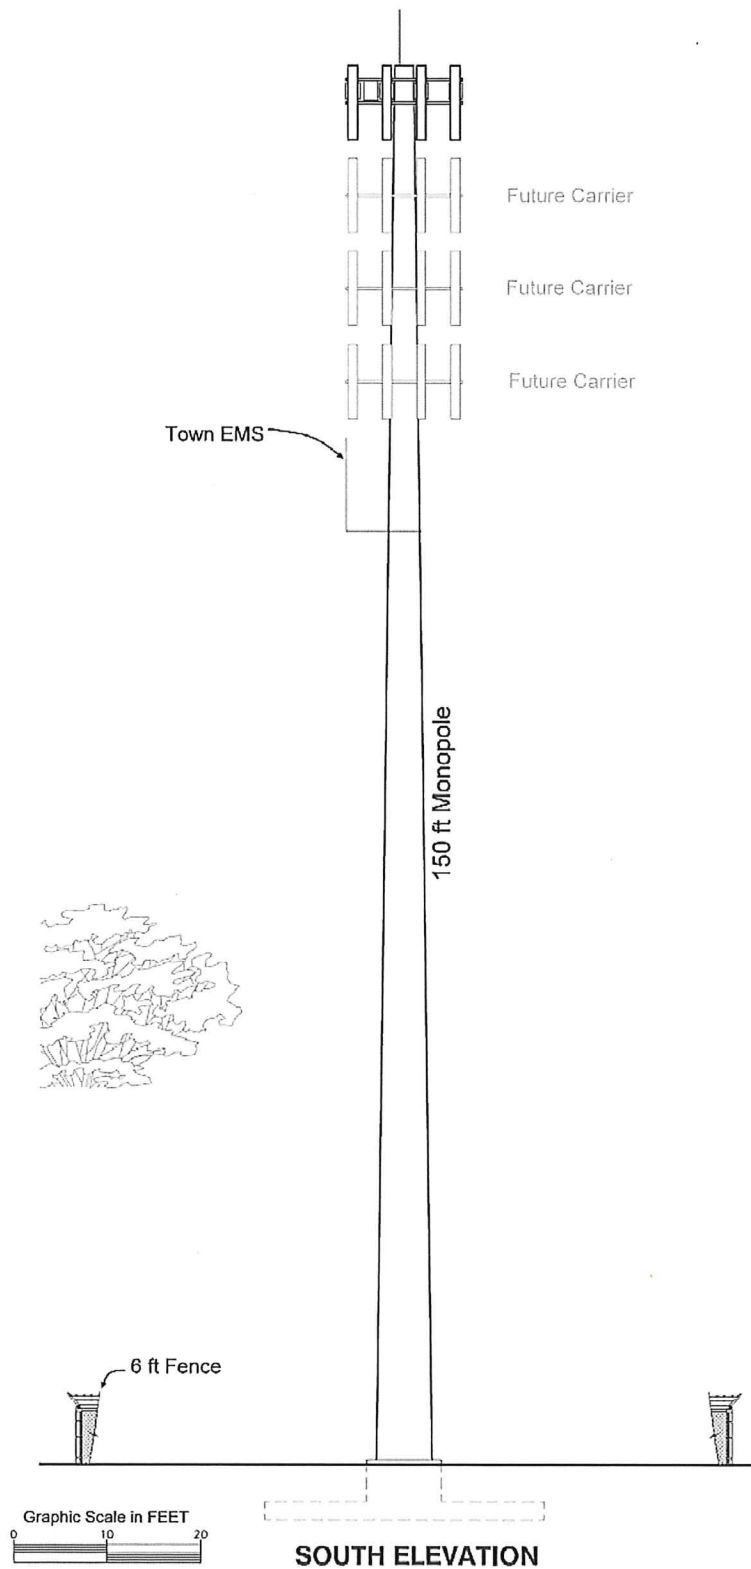 Future Carrier
Future Carrier
Future Carrier
Town EMS
150 ft Monopole
6 ft Fence
Graphic Scale in FEET
0 10 20
SOUTH ELEVATION